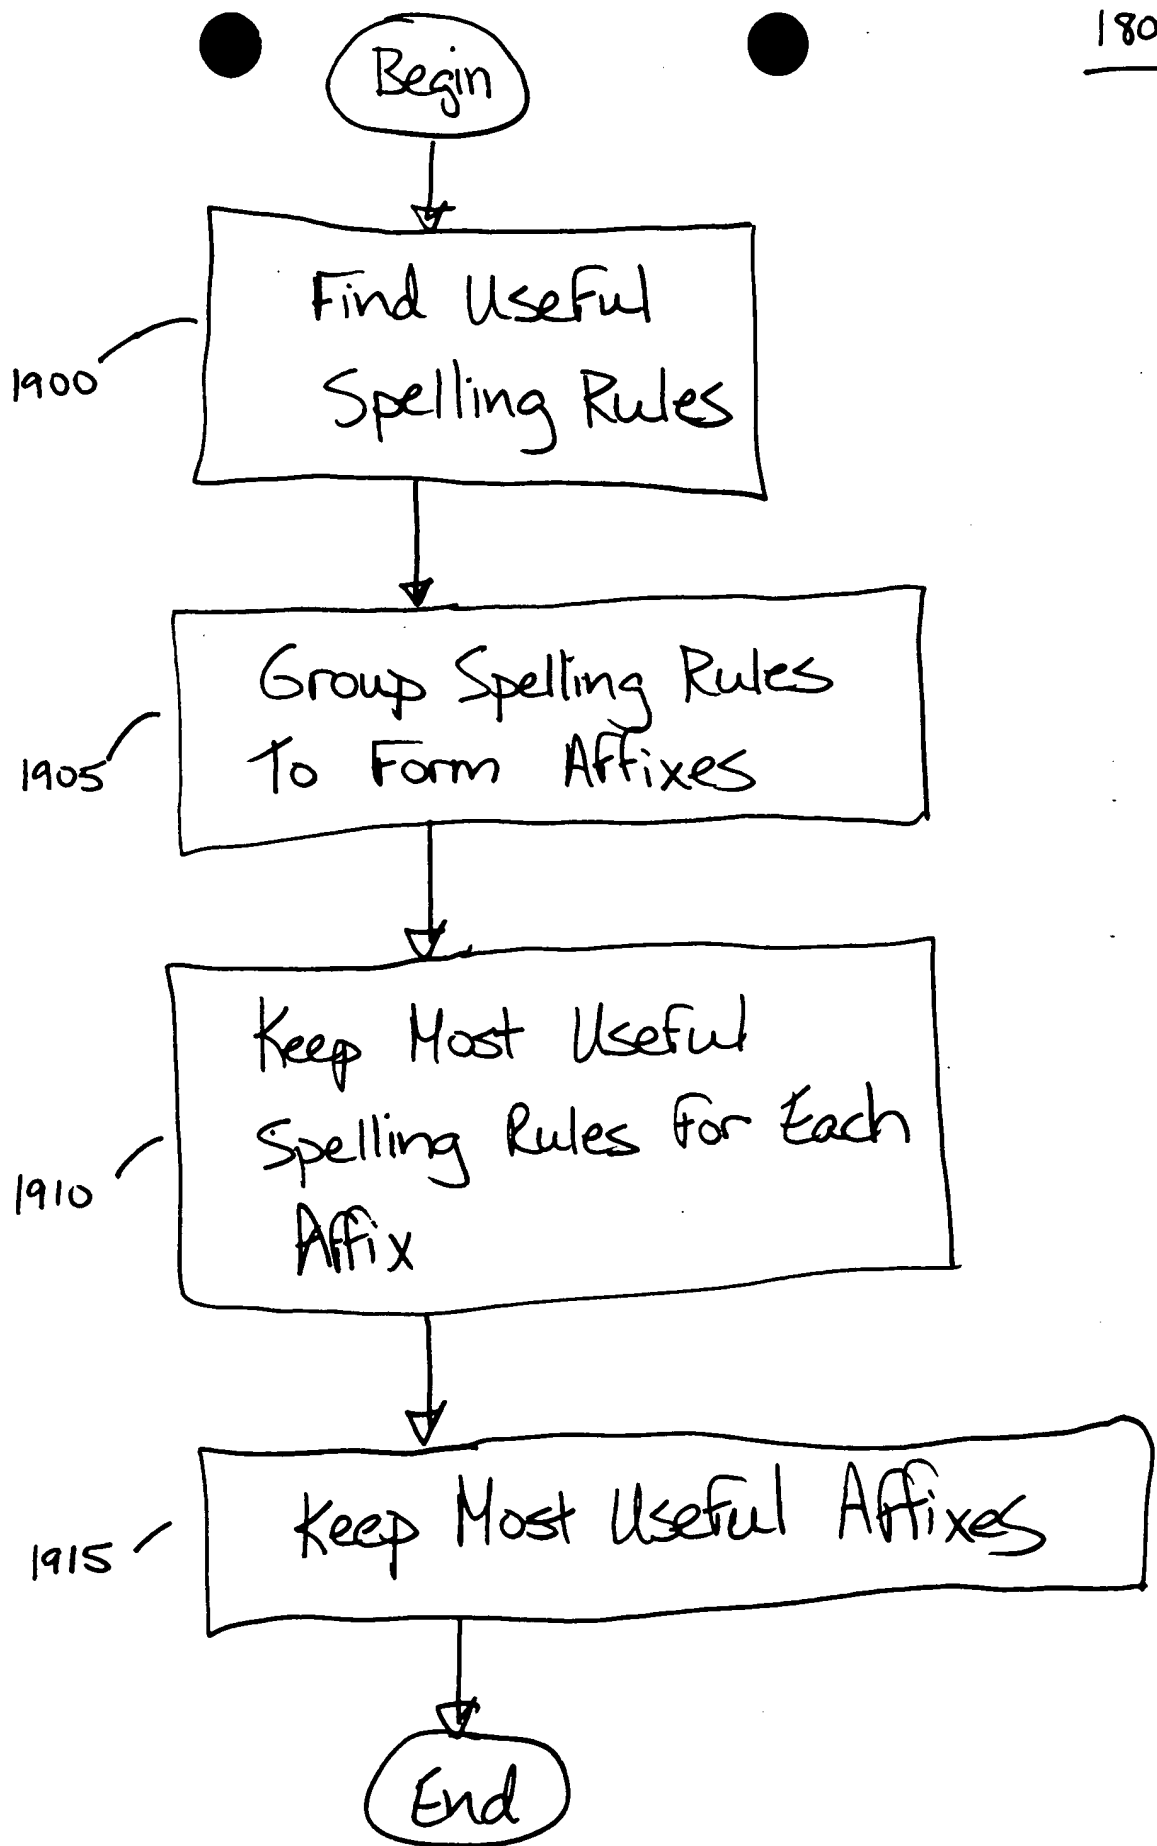 Begin
180
Find Useful
Spelling Rules
1900
Group Spelling Rules
To Form Affixes
1905
Keep Most Useful
Spelling Rules For Each
Affix
1910
Keep Most Useful Affixes
1915
End